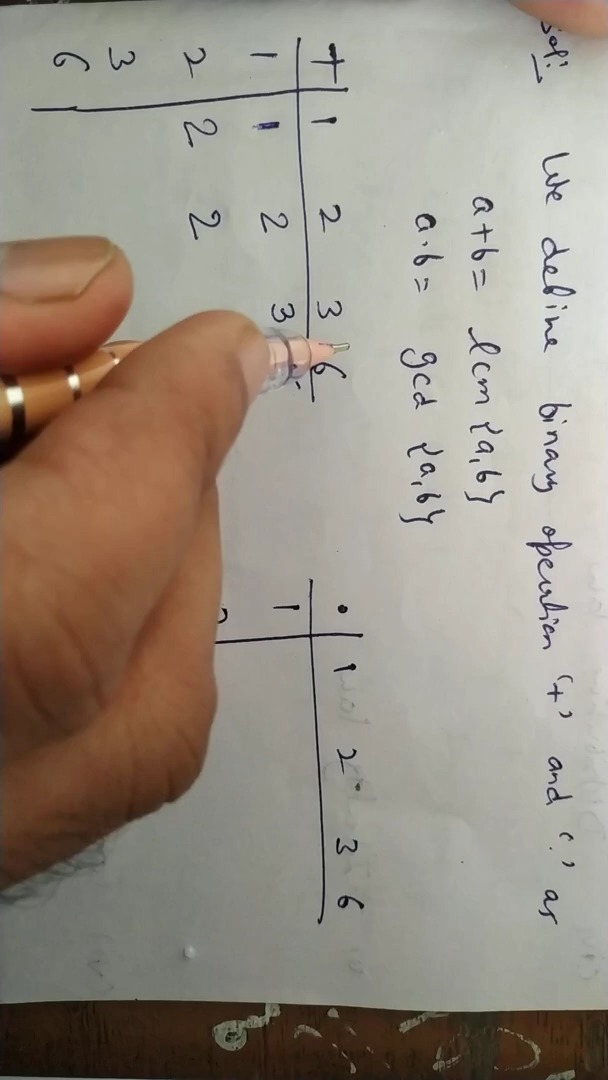 Sol:
We define binary operation '+' and '.' as
a+b = lcm {a,b}
a.b = gcd {a,b}
+ 1 2 3 6
1 1 2 3
2 2 2
3
6
• 1 2 3 6
1